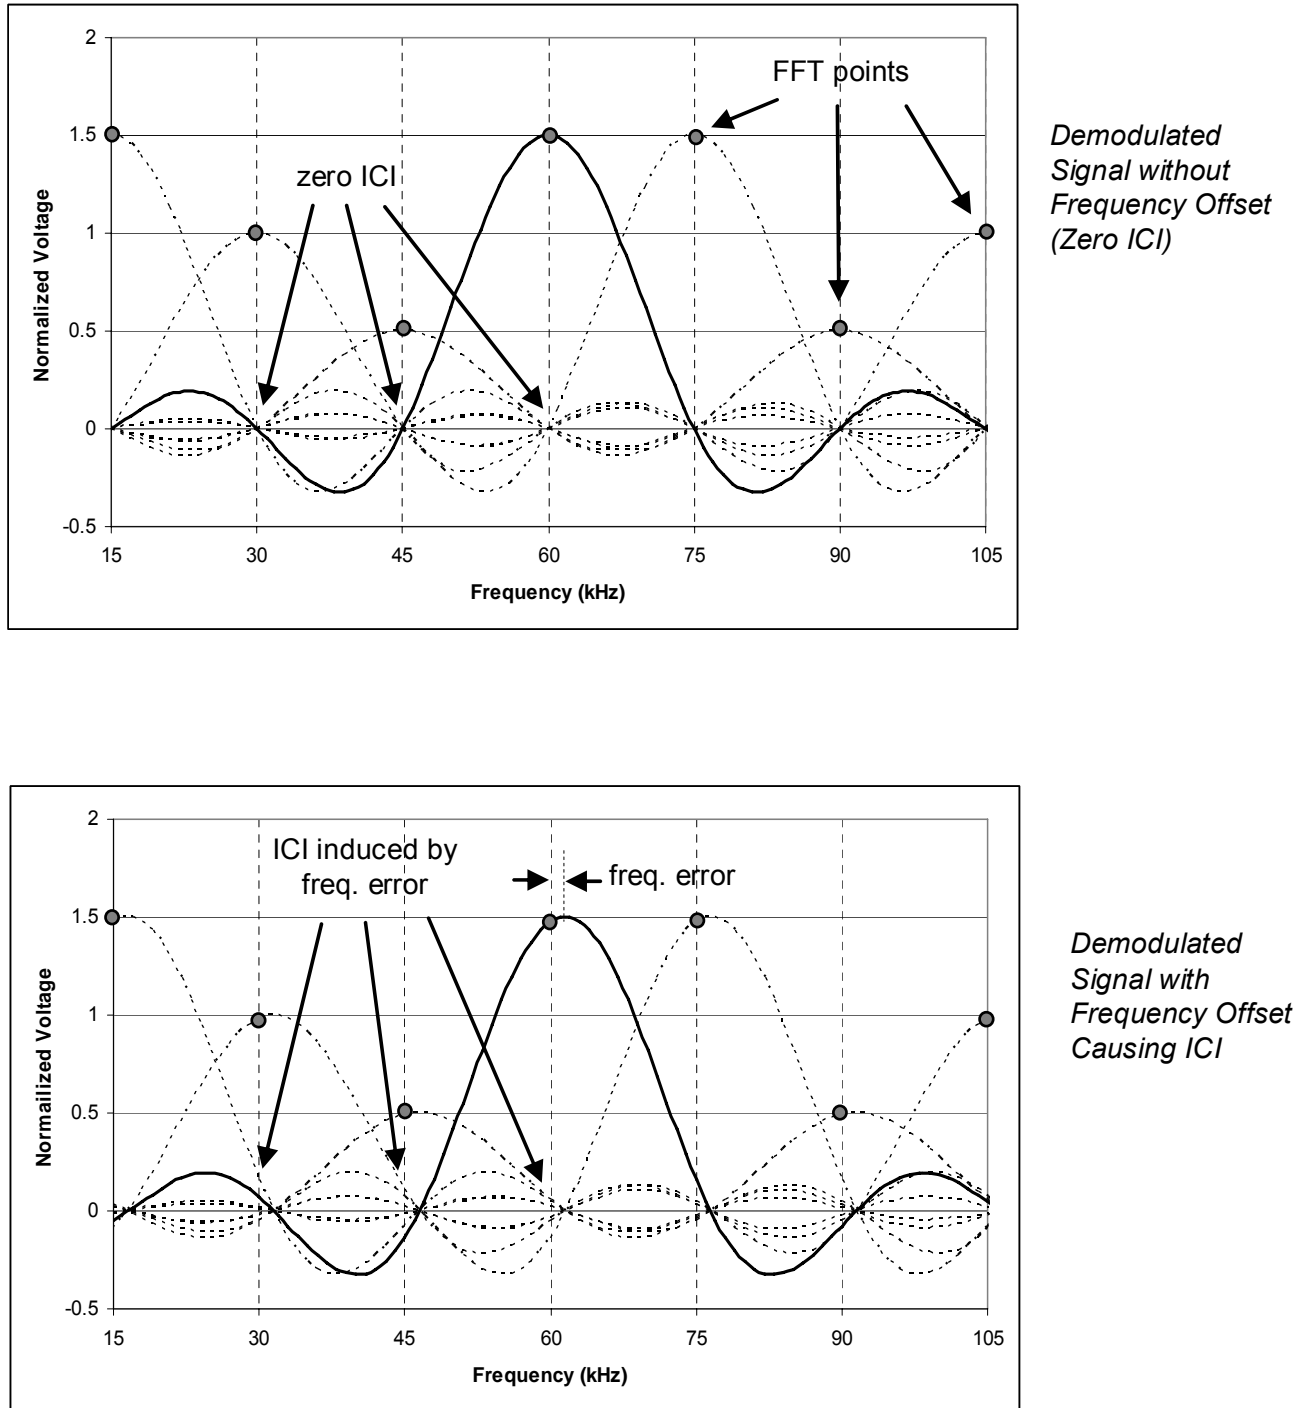 2
1.5
1
0.5
0
-0.5
Normalized Voltage
FFT points
zero ICI
15 30 45 60 75 90 105
Frequency (kHz)
Demodulated
Signal without
Frequency Offset
(Zero ICI)
2
1.5
1
0.5
0
-0.5
Normailized Voltage
ICI induced by
freq. error
freq. error
15 30 45 60 75 90 105
Frequency (kHz)
Demodulated
Signal with
Frequency Offset
Causing ICI